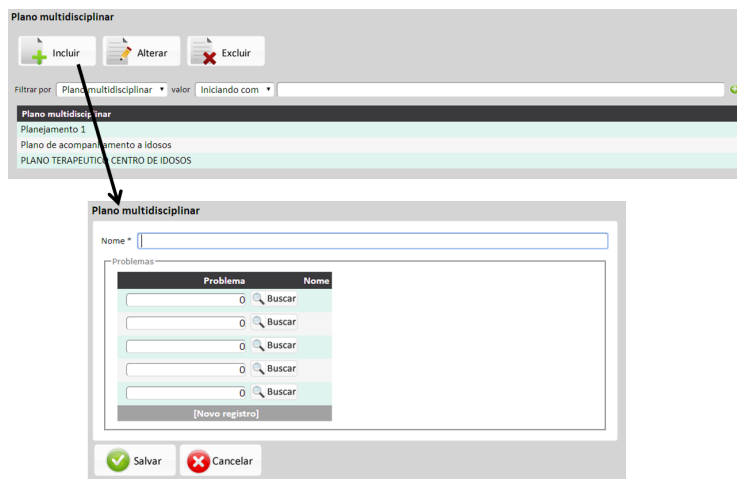 Plano multidisciplinar
Incluir Alterar Excluir
Filtrar por Plano multidisciplinar valor Iniciando com
Plano multidisciplinar
Planejamento 1
Plano de acompanhamento a idosos
PLANO TERAPEUTICO CENTRO DE IDOSOS
Plano multidisciplinar
Nome *
Problemas
Problema Nome
0 Buscar
0 Buscar
0 Buscar
0 Buscar
0 Buscar
[Novo registro]
Salvar Cancelar